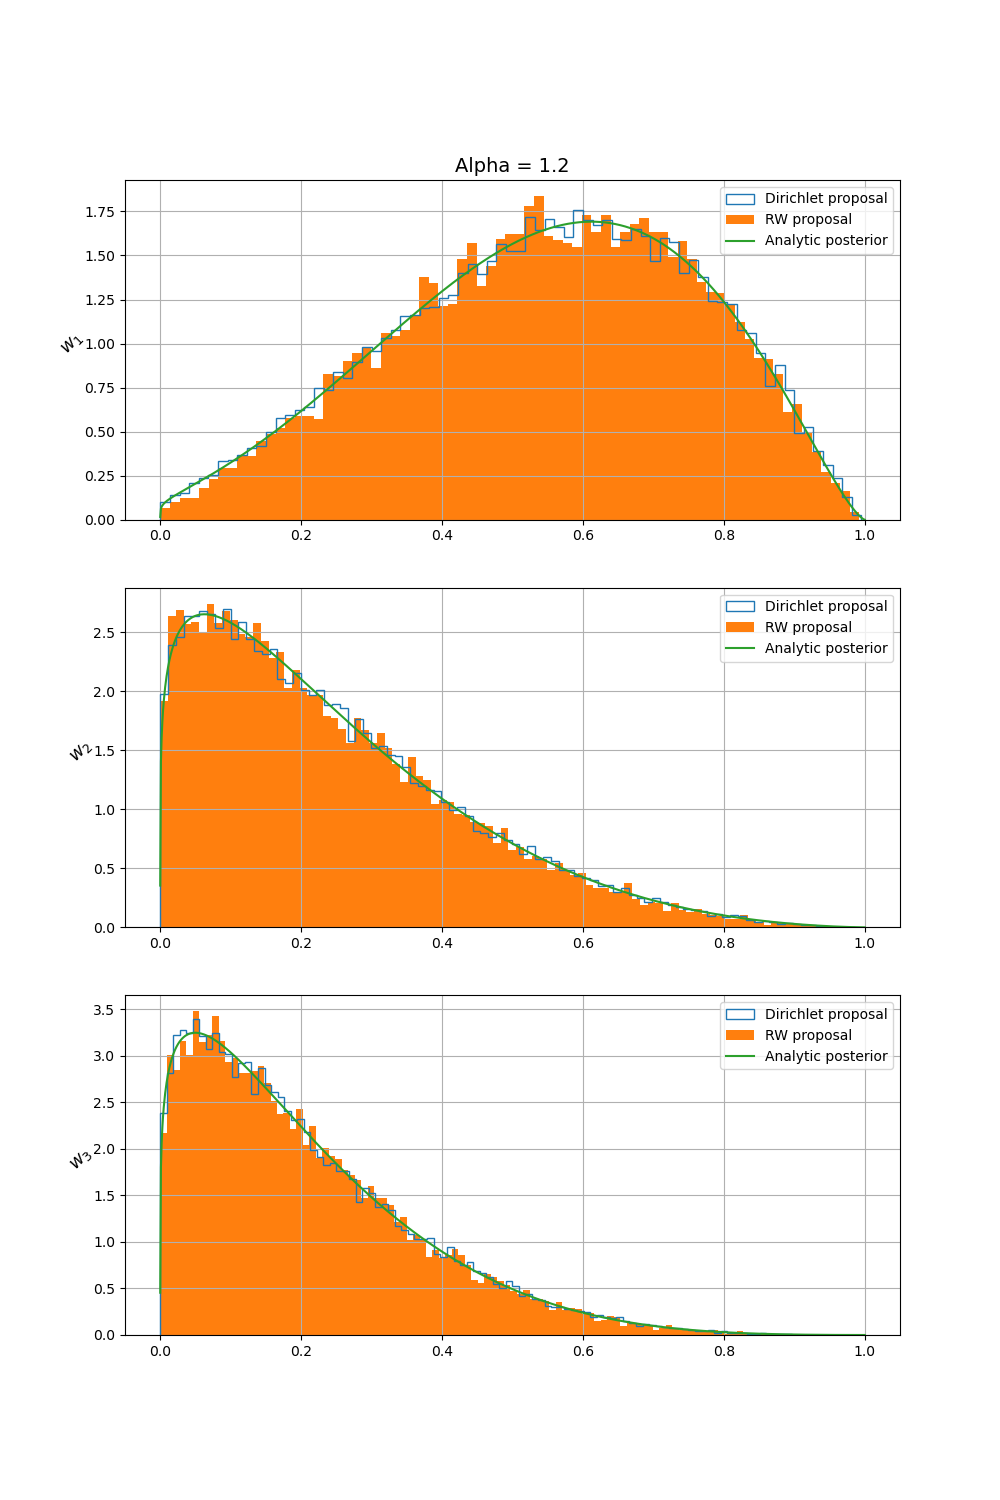 Alpha = 1.2
1.75
1.50
1.25
1.00
0.75
0.50
0.25
0.00
w₁
Dirichlet proposal
RW proposal
Analytic posterior
0.0 0.2 0.4 0.6 0.8 1.0
2.5
2.0
1.5
1.0
0.5
0.0
w₂
Dirichlet proposal
RW proposal
Analytic posterior
0.0 0.2 0.4 0.6 0.8 1.0
3.5
3.0
2.5
2.0
1.5
1.0
0.5
0.0
w₃
Dirichlet proposal
RW proposal
Analytic posterior
0.0 0.2 0.4 0.6 0.8 1.0